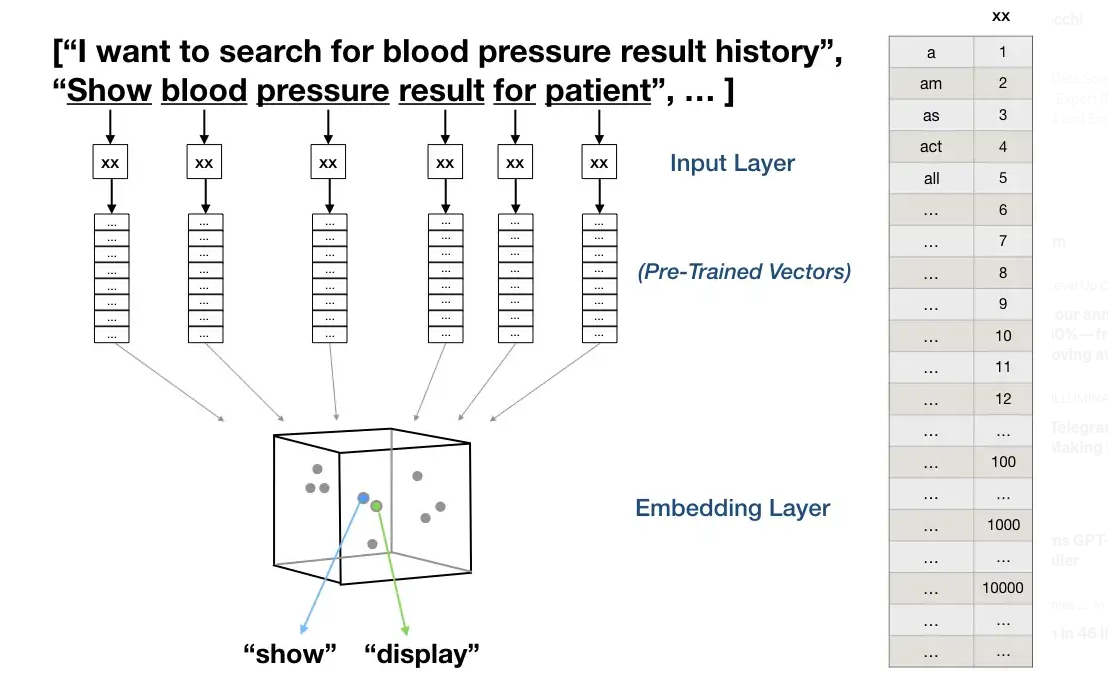 ["I want to search for blood pressure result history",
"Show blood pressure result for patient", … ]
xx xx xx xx xx xx
Input Layer
... ... ... ... ... ...
... ... ... ... ... ...
... ... ... ... ... ...
... ... ... ... ... ...
... ... ... ... ... ...
... ... ... ... ... ...
... ... ... ... ... ...
... ... ... ... ... ...
(Pre-Trained Vectors)
Embedding Layer
"show" "display"
xx
a 1
am 2
as 3
act 4
all 5
... 6
... 7
... 8
... 9
... 10
... 11
... 12
... ...
... 100
... ...
... 1000
... ...
... 10000
... ...
... ...